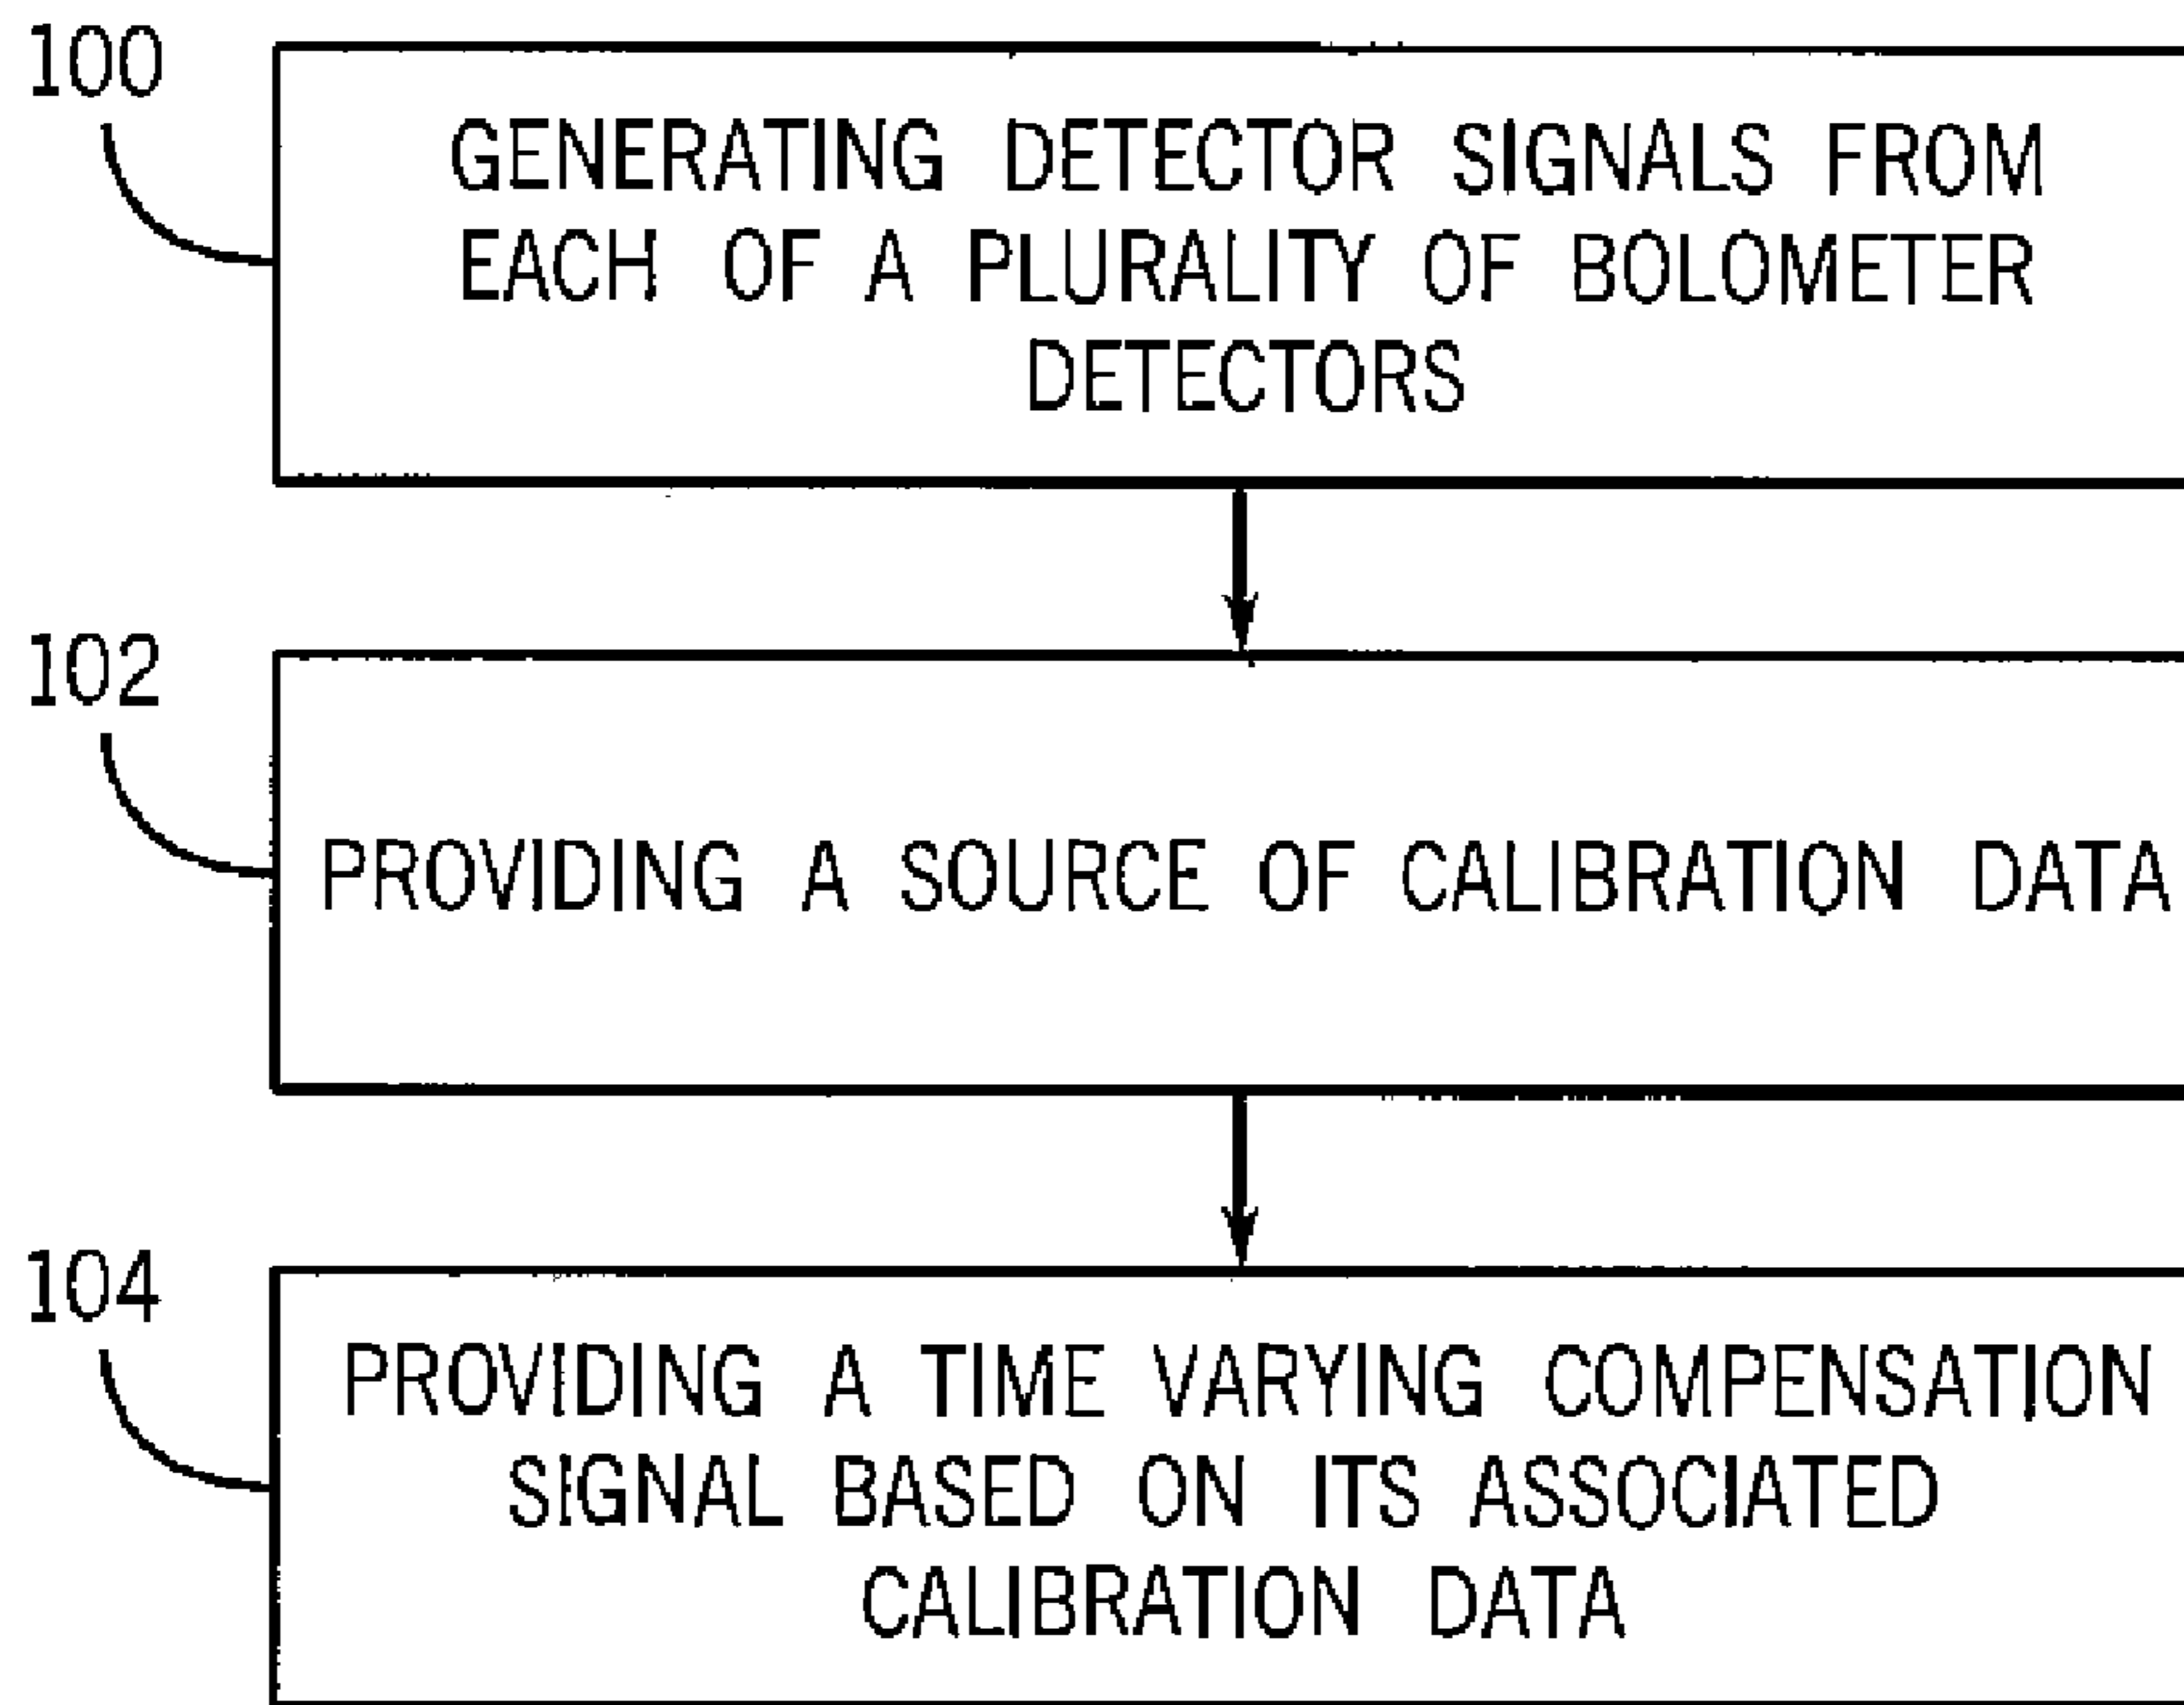 100
GENERATING DETECTOR SIGNALS FROM
EACH OF A PLURALITY OF BOLOMETER
DETECTORS
102
PROVIDING A SOURCE OF CALIBRATION DATA
104
PROVIDING A TIME VARYING COMPENSATION
SIGNAL BASED ON ITS ASSOCIATED
CALIBRATION DATA